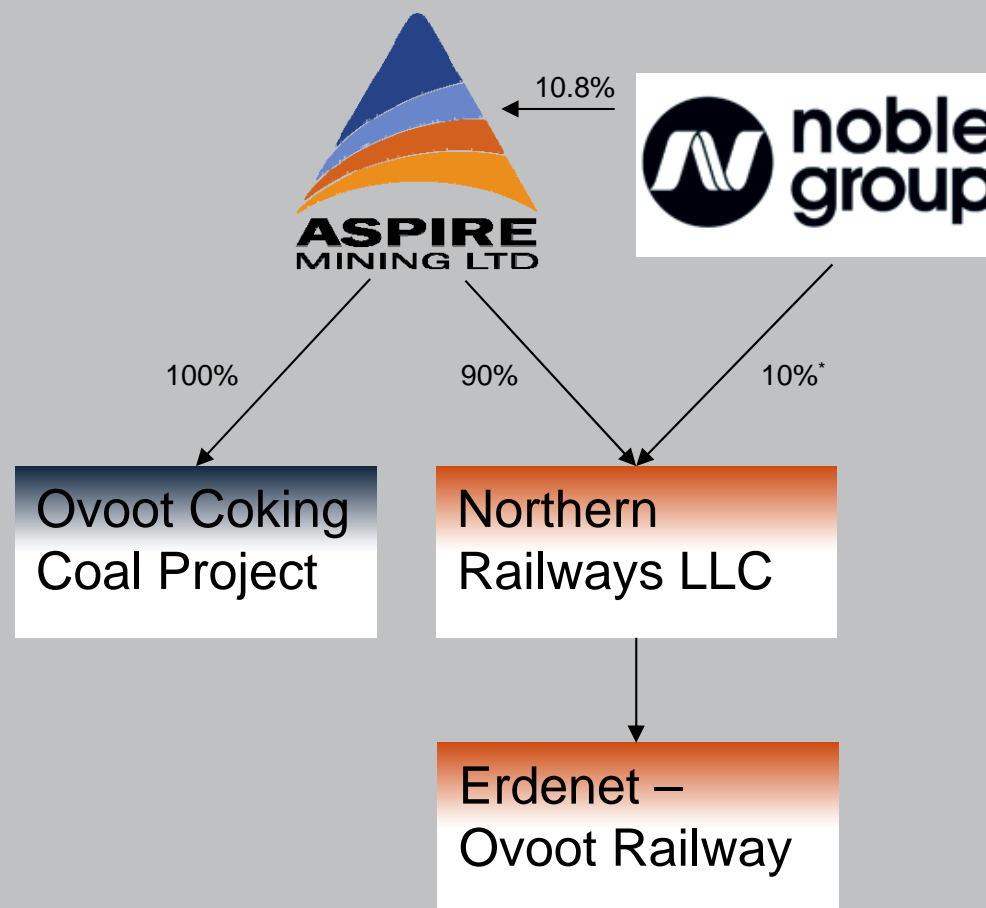 10.8%
noble
group
ASPIRE
MINING LTD
100%
90%
10%*
Ovoot Coking
Coal Project
Northern
Railways LLC
Erdenet –
Ovoot Railway